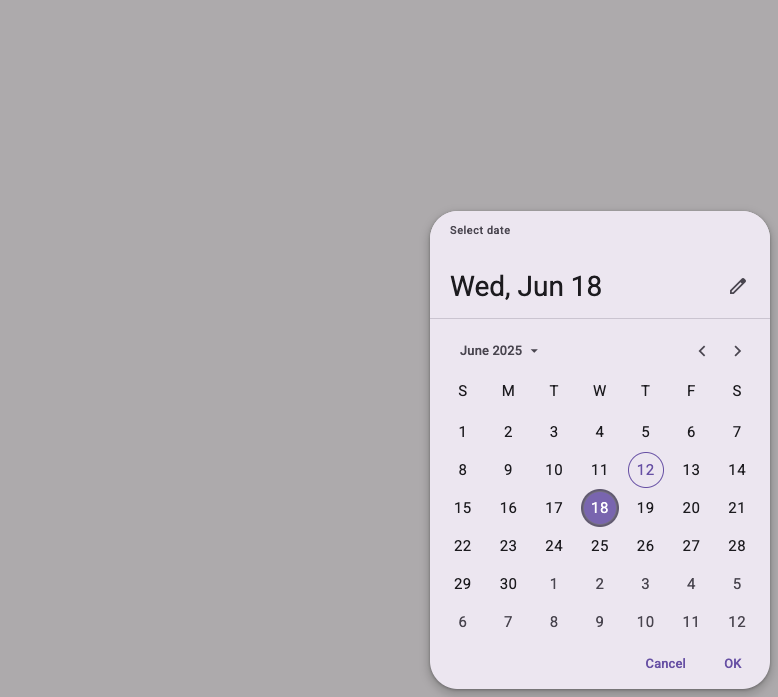 Select date
Wed, Jun 18
June 2025
S M T W T F S
1 2 3 4 5 6 7
8 9 10 11 12 13 14
15 16 17 18 19 20 21
22 23 24 25 26 27 28
29 30 1 2 3 4 5
6 7 8 9 10 11 12
Cancel OK